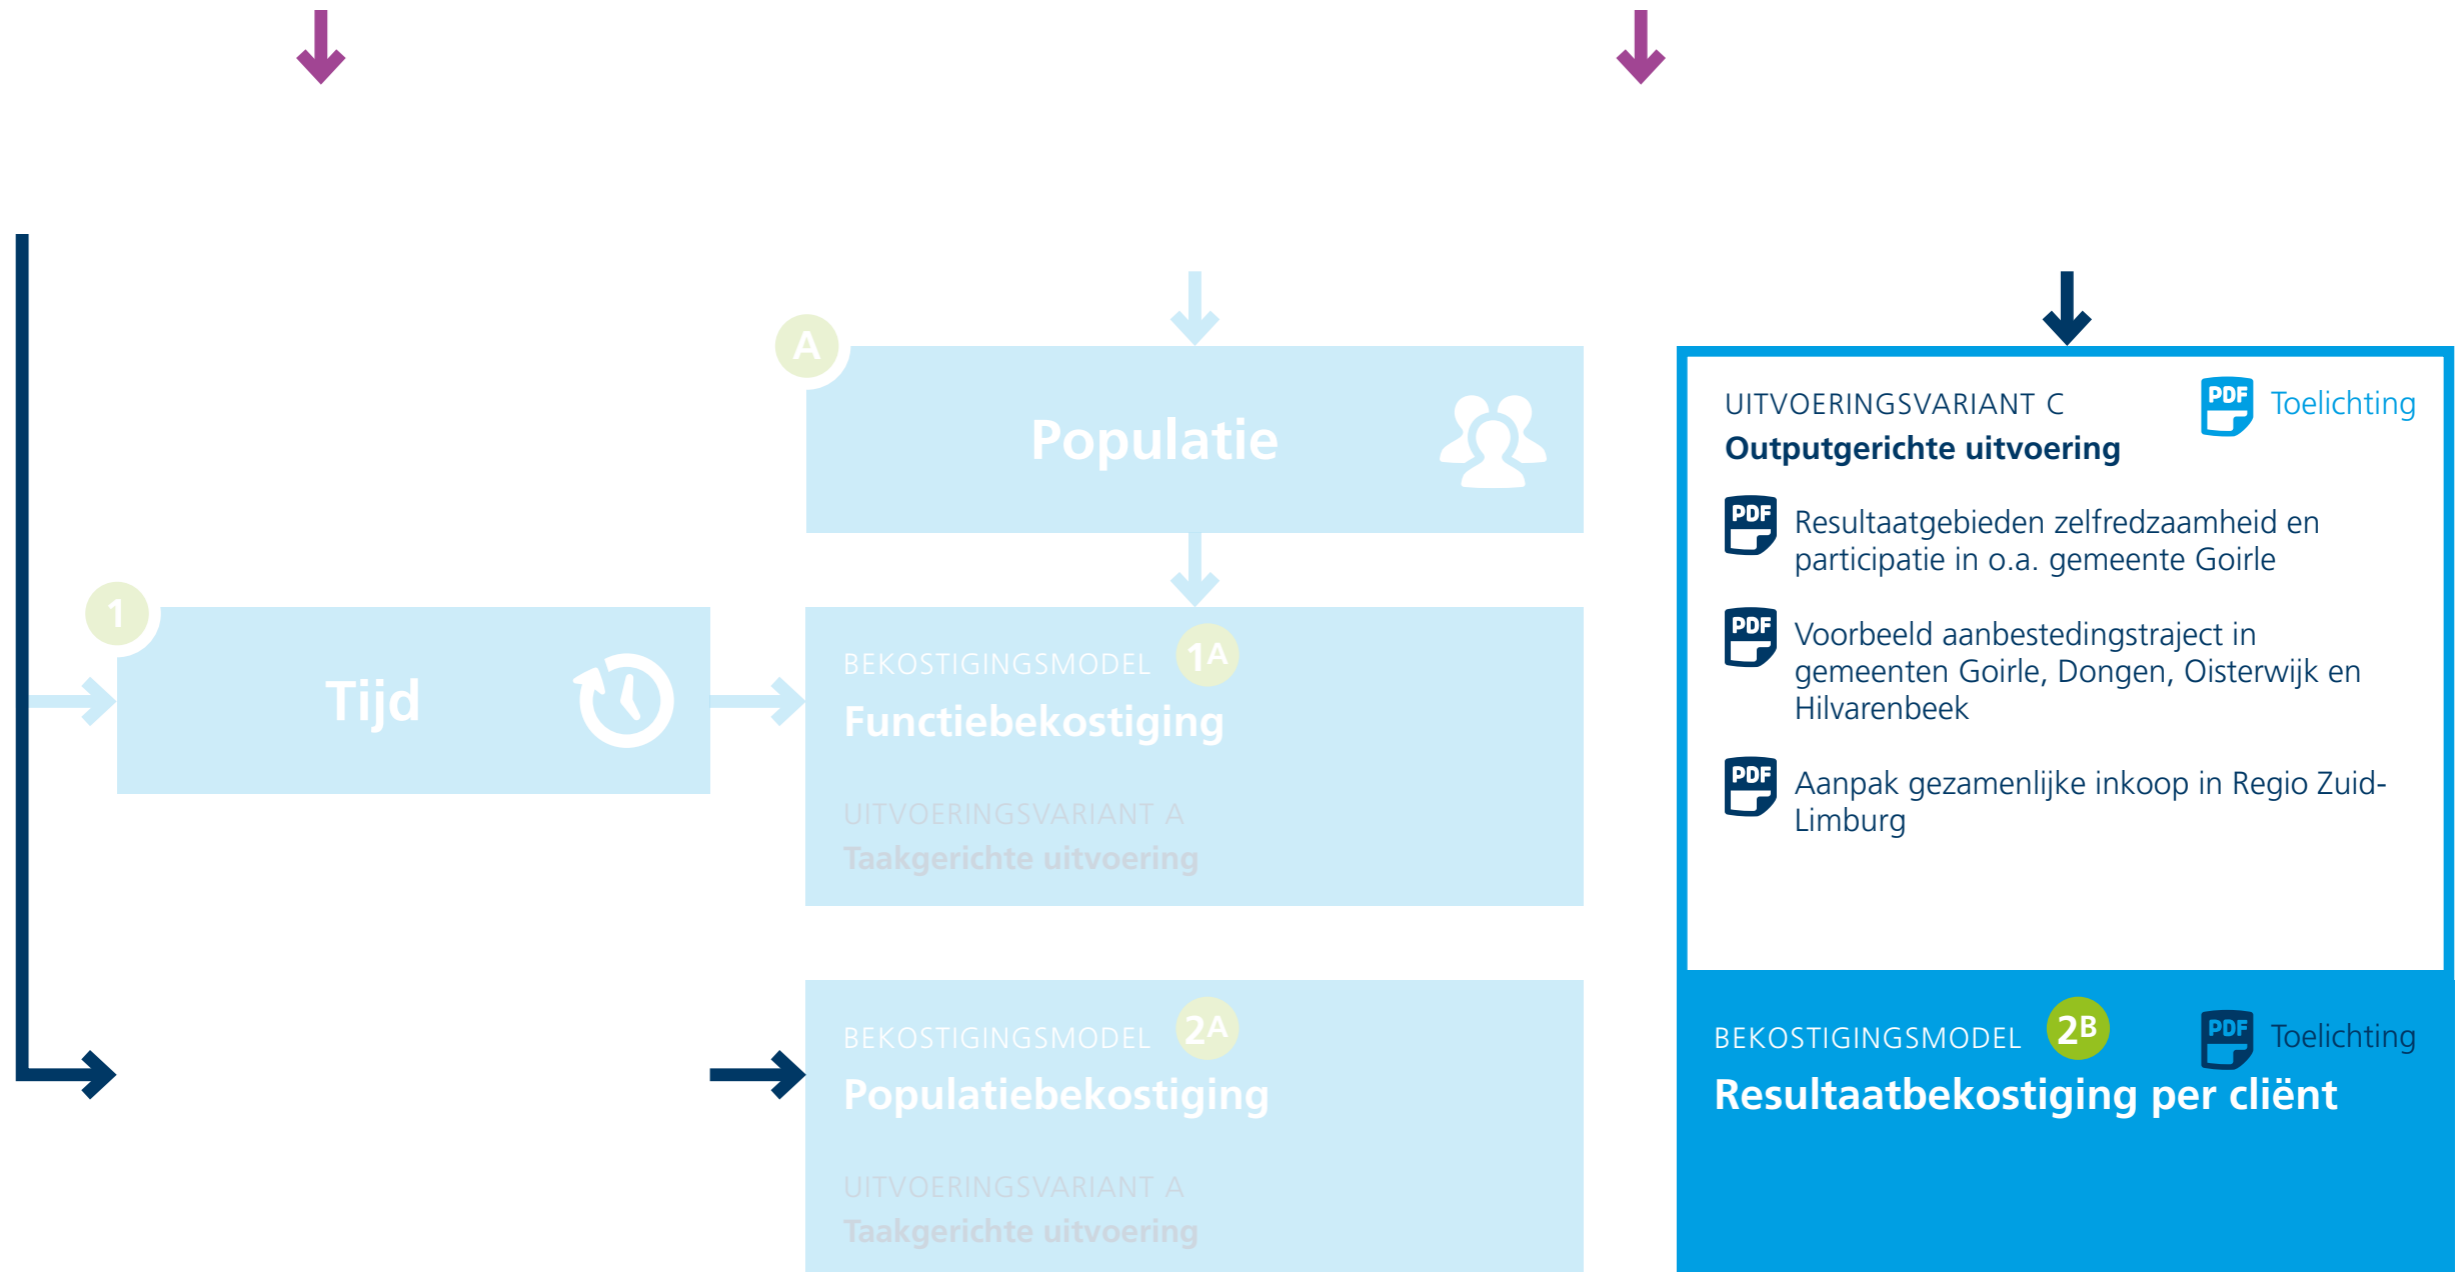 A
Populatie
1
Tijd
BEKOSTIGINGSMODEL 1A
Functiebekostiging
UITVOERINGSVARIANT A
Taakgerichte uitvoering
BEKOSTIGINGSMODEL 2A
Populatiebekostiging
UITVOERINGSVARIANT A
Taakgerichte uitvoering
UITVOERINGSVARIANT C
PDF Toelichting
Outputgerichte uitvoering
PDF Resultaatgebieden zelfredzaamheid en
participatie in o.a. gemeente Goirle
PDF Voorbeeld aanbestedingstraject in
gemeenten Goirle, Dongen, Oisterwijk en
Hilvarenbeek
PDF Aanpak gezamenlijke inkoop in Regio Zuid-
Limburg
BEKOSTIGINGSMODEL 2B
PDF Toelichting
Resultaatbekostiging per cliënt